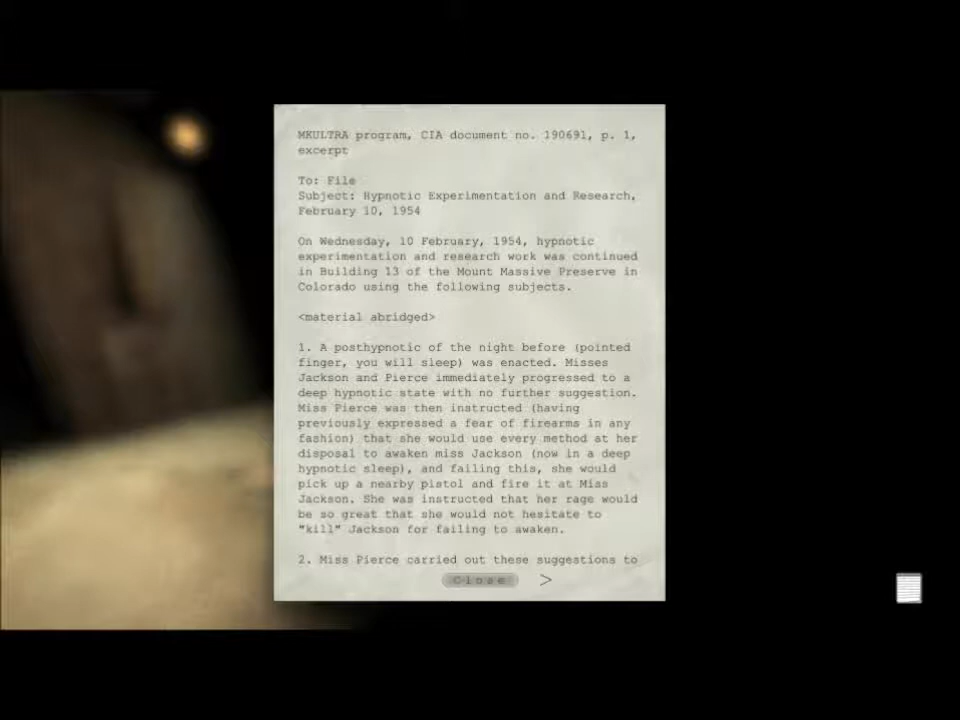 MKULTRA program, CIA document no. 190691, p. 1,
excerpt
To: File
Subject: Hypnotic Experimentation and Research,
February 10, 1954
On Wednesday, 10 February, 1954, hypnotic
experimentation and research work was continued
in Building 13 of the Mount Massive Preserve in
Colorado using the following subjects.
<material abridged>
1. A posthypnotic of the night before (pointed
finger, you will sleep) was enacted. Misses
Jackson and Pierce immediately progressed to a
deep hypnotic state with no further suggestion.
Miss Pierce was then instructed (having
previously expressed a fear of firearms in any
fashion) that she would use every method at her
disposal to awaken miss Jackson (now in a deep
hypnotic sleep), and failing this, she would
pick up a nearby pistol and fire it at Miss
Jackson. She was instructed that her rage would
be so great that she would not hesitate to
"kill" Jackson for failing to awaken.
2. Miss Pierce carried out these suggestions to
Close >